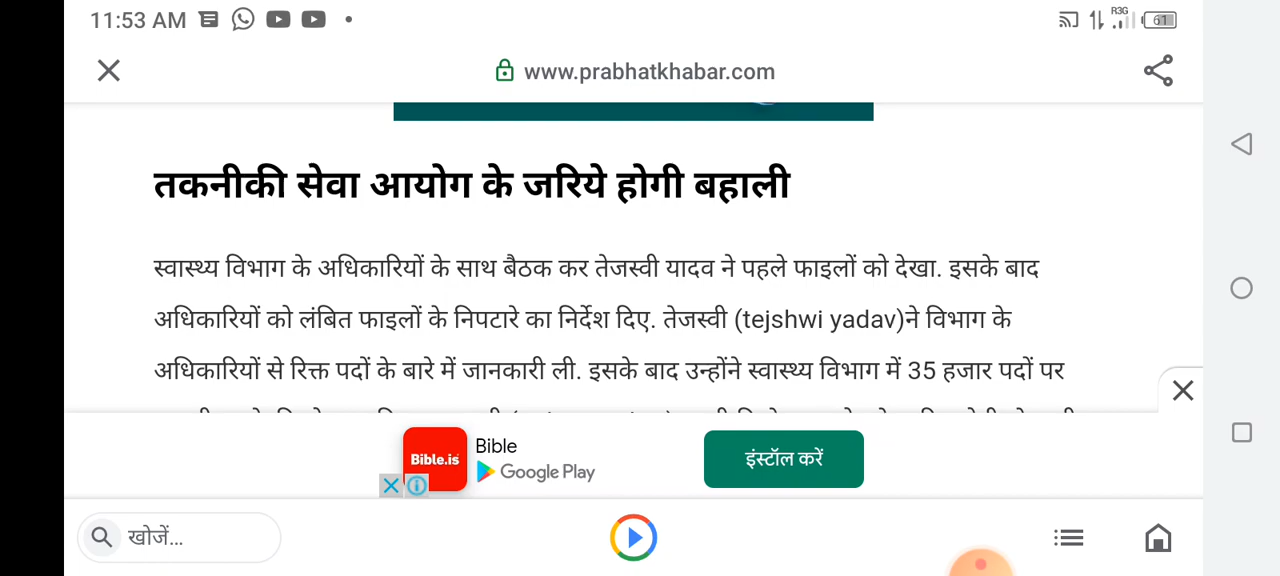 11:53 AM
R3G
61
www.prabhatkhabar.com
तकनीकी सेवा आयोग के जरिये होगी बहाली
स्वास्थ्य विभाग के अधिकारियों के साथ बैठक कर तेजस्वी यादव ने पहले फाइलों को देखा. इसके बाद
अधिकारियों को लंबित फाइलों के निपटारे का निर्देश दिए. तेजस्वी (tejshwi yadav)ने विभाग के
अधिकारियों से रिक्त पदों के बारे में जानकारी ली. इसके बाद उन्होंने स्वास्थ्य विभाग में 35 हजार पदों पर
Bible.is
Bible
Google Play
इंस्टॉल करें
खोजें...